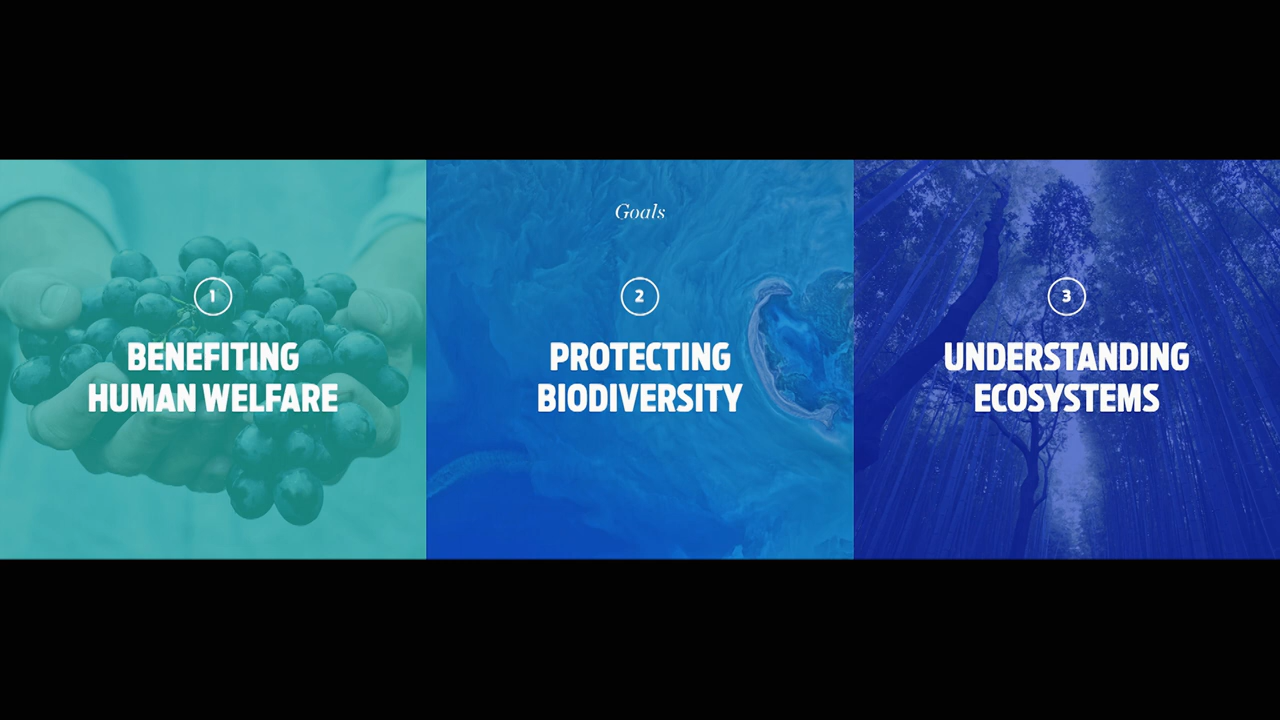 Goals
1
BENEFITING
HUMAN WELFARE
2
PROTECTING
BIODIVERSITY
3
UNDERSTANDING
ECOSYSTEMS